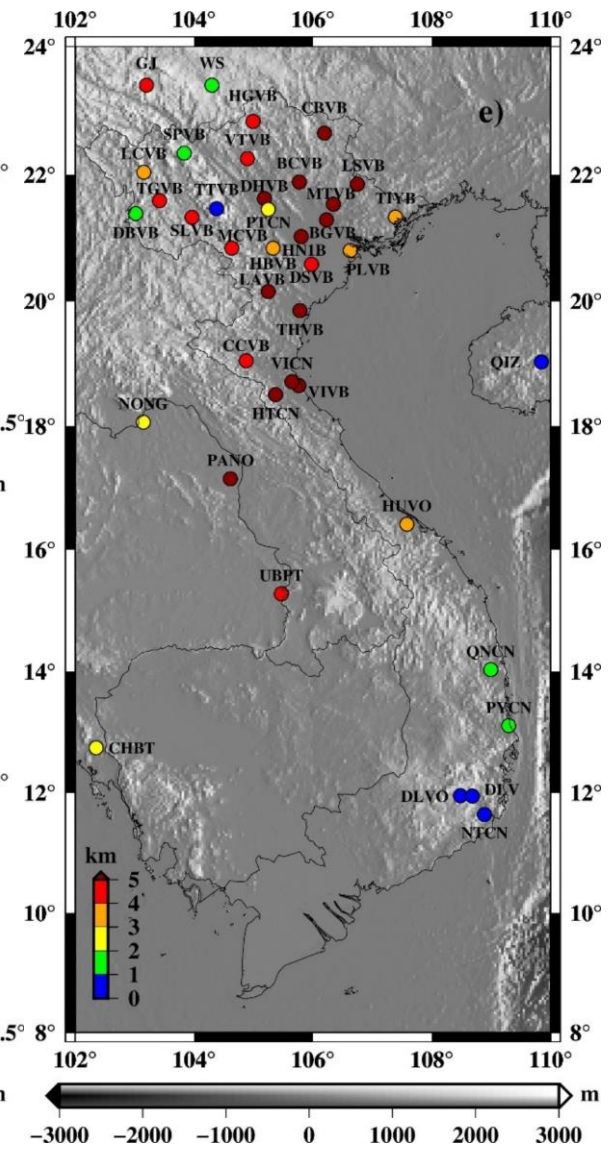 102° 104° 106° 108° 110°
24° 24°
GJ WS
HGVB CBVB e)
SPVB VTVB
LCVB BCVB LSVB
22° 22°
TGVB TTVB DHVB MTVB TIYB
PTCN
DBVB SLVB MCVB HN1B BGVB
HBVB DSVB PLVB
LAVB
20° 20°
THVB
CCVB
VICN QIZ
VIVB
NONG HTCN
.5° 18° 18°
PANO
HUVO
16° 16°
UBPT
14° QNCN 14°
PYCN
CHBT
12° DLVO DLV 12°
NTCN
km
5
4
10° 10°
3
2
1
0
.5° 8° 8°
102° 104° 106° 108° 110°
m
−3000 −2000 −1000 0 1000 2000 3000